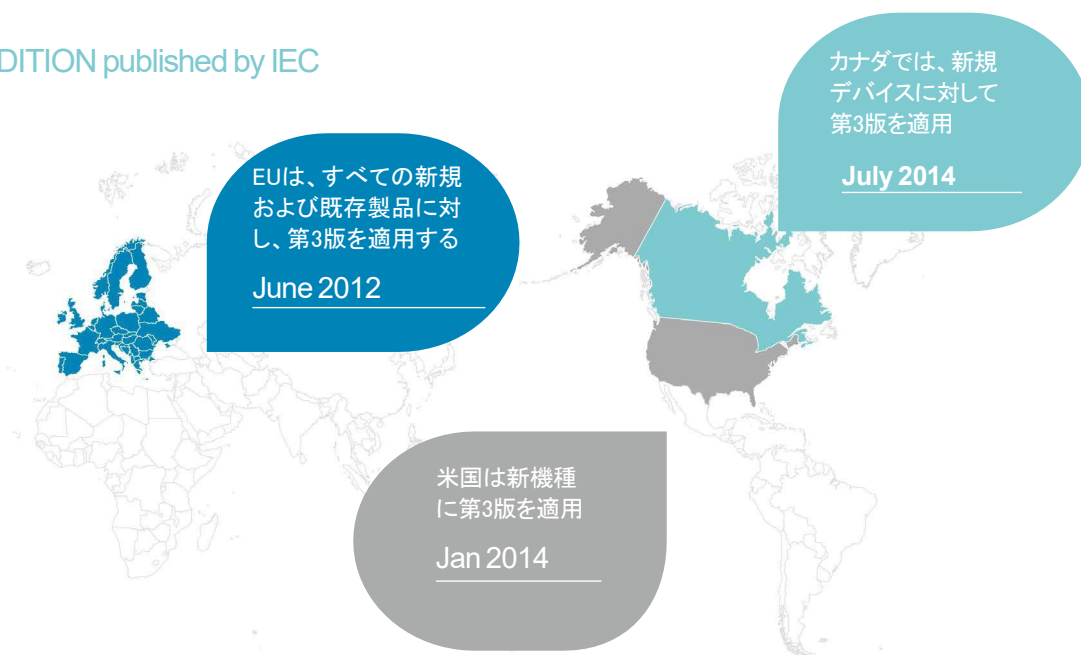 DITION published by IEC
カナダでは、新規
デバイスに対して
第3版を適用
July 2014
EUは、すべての新規
および既存製品に対
し、第3版を適用する
June 2012
米国は新機種
に第3版を適用
Jan 2014